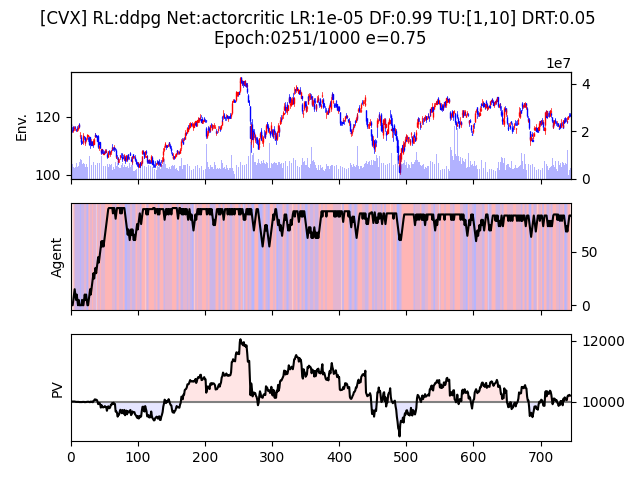 [CVX] RL:ddpg Net:actorcritic LR:1e-05 DF:0.99 TU:[1,10] DRT:0.05
Epoch:0251/1000 e=0.75
1e7
Env.
120
100
4
2
0
Agent
50
0
PV
12000
10000
0 100 200 300 400 500 600 700